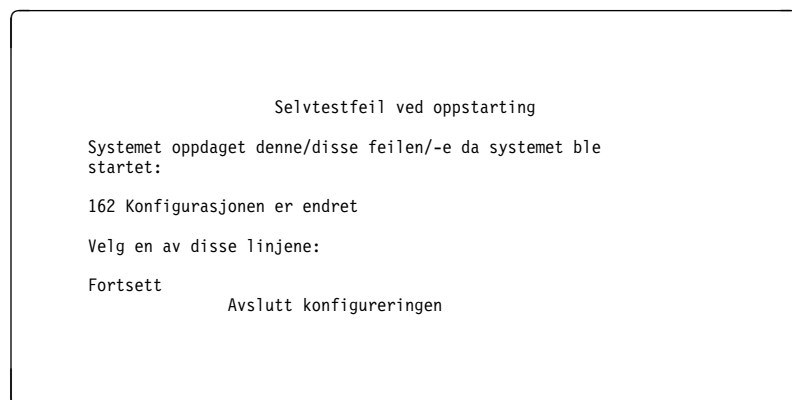 Selvtestfeil ved oppstarting
Systemet oppdaget denne/disse feilen/-e da systemet ble
startet:
162 Konfigurasjonen er endret
Velg en av disse linjene:
Fortsett
Avslutt konfigureringen